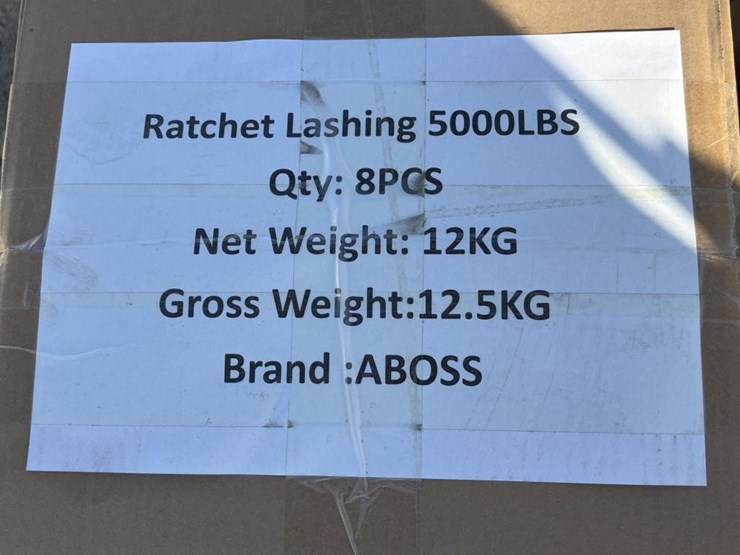 Ratchet Lashing 5000LBS
Qty: 8PCS
Net Weight: 12KG
Gross Weight:12.5KG
Brand :ABOSS